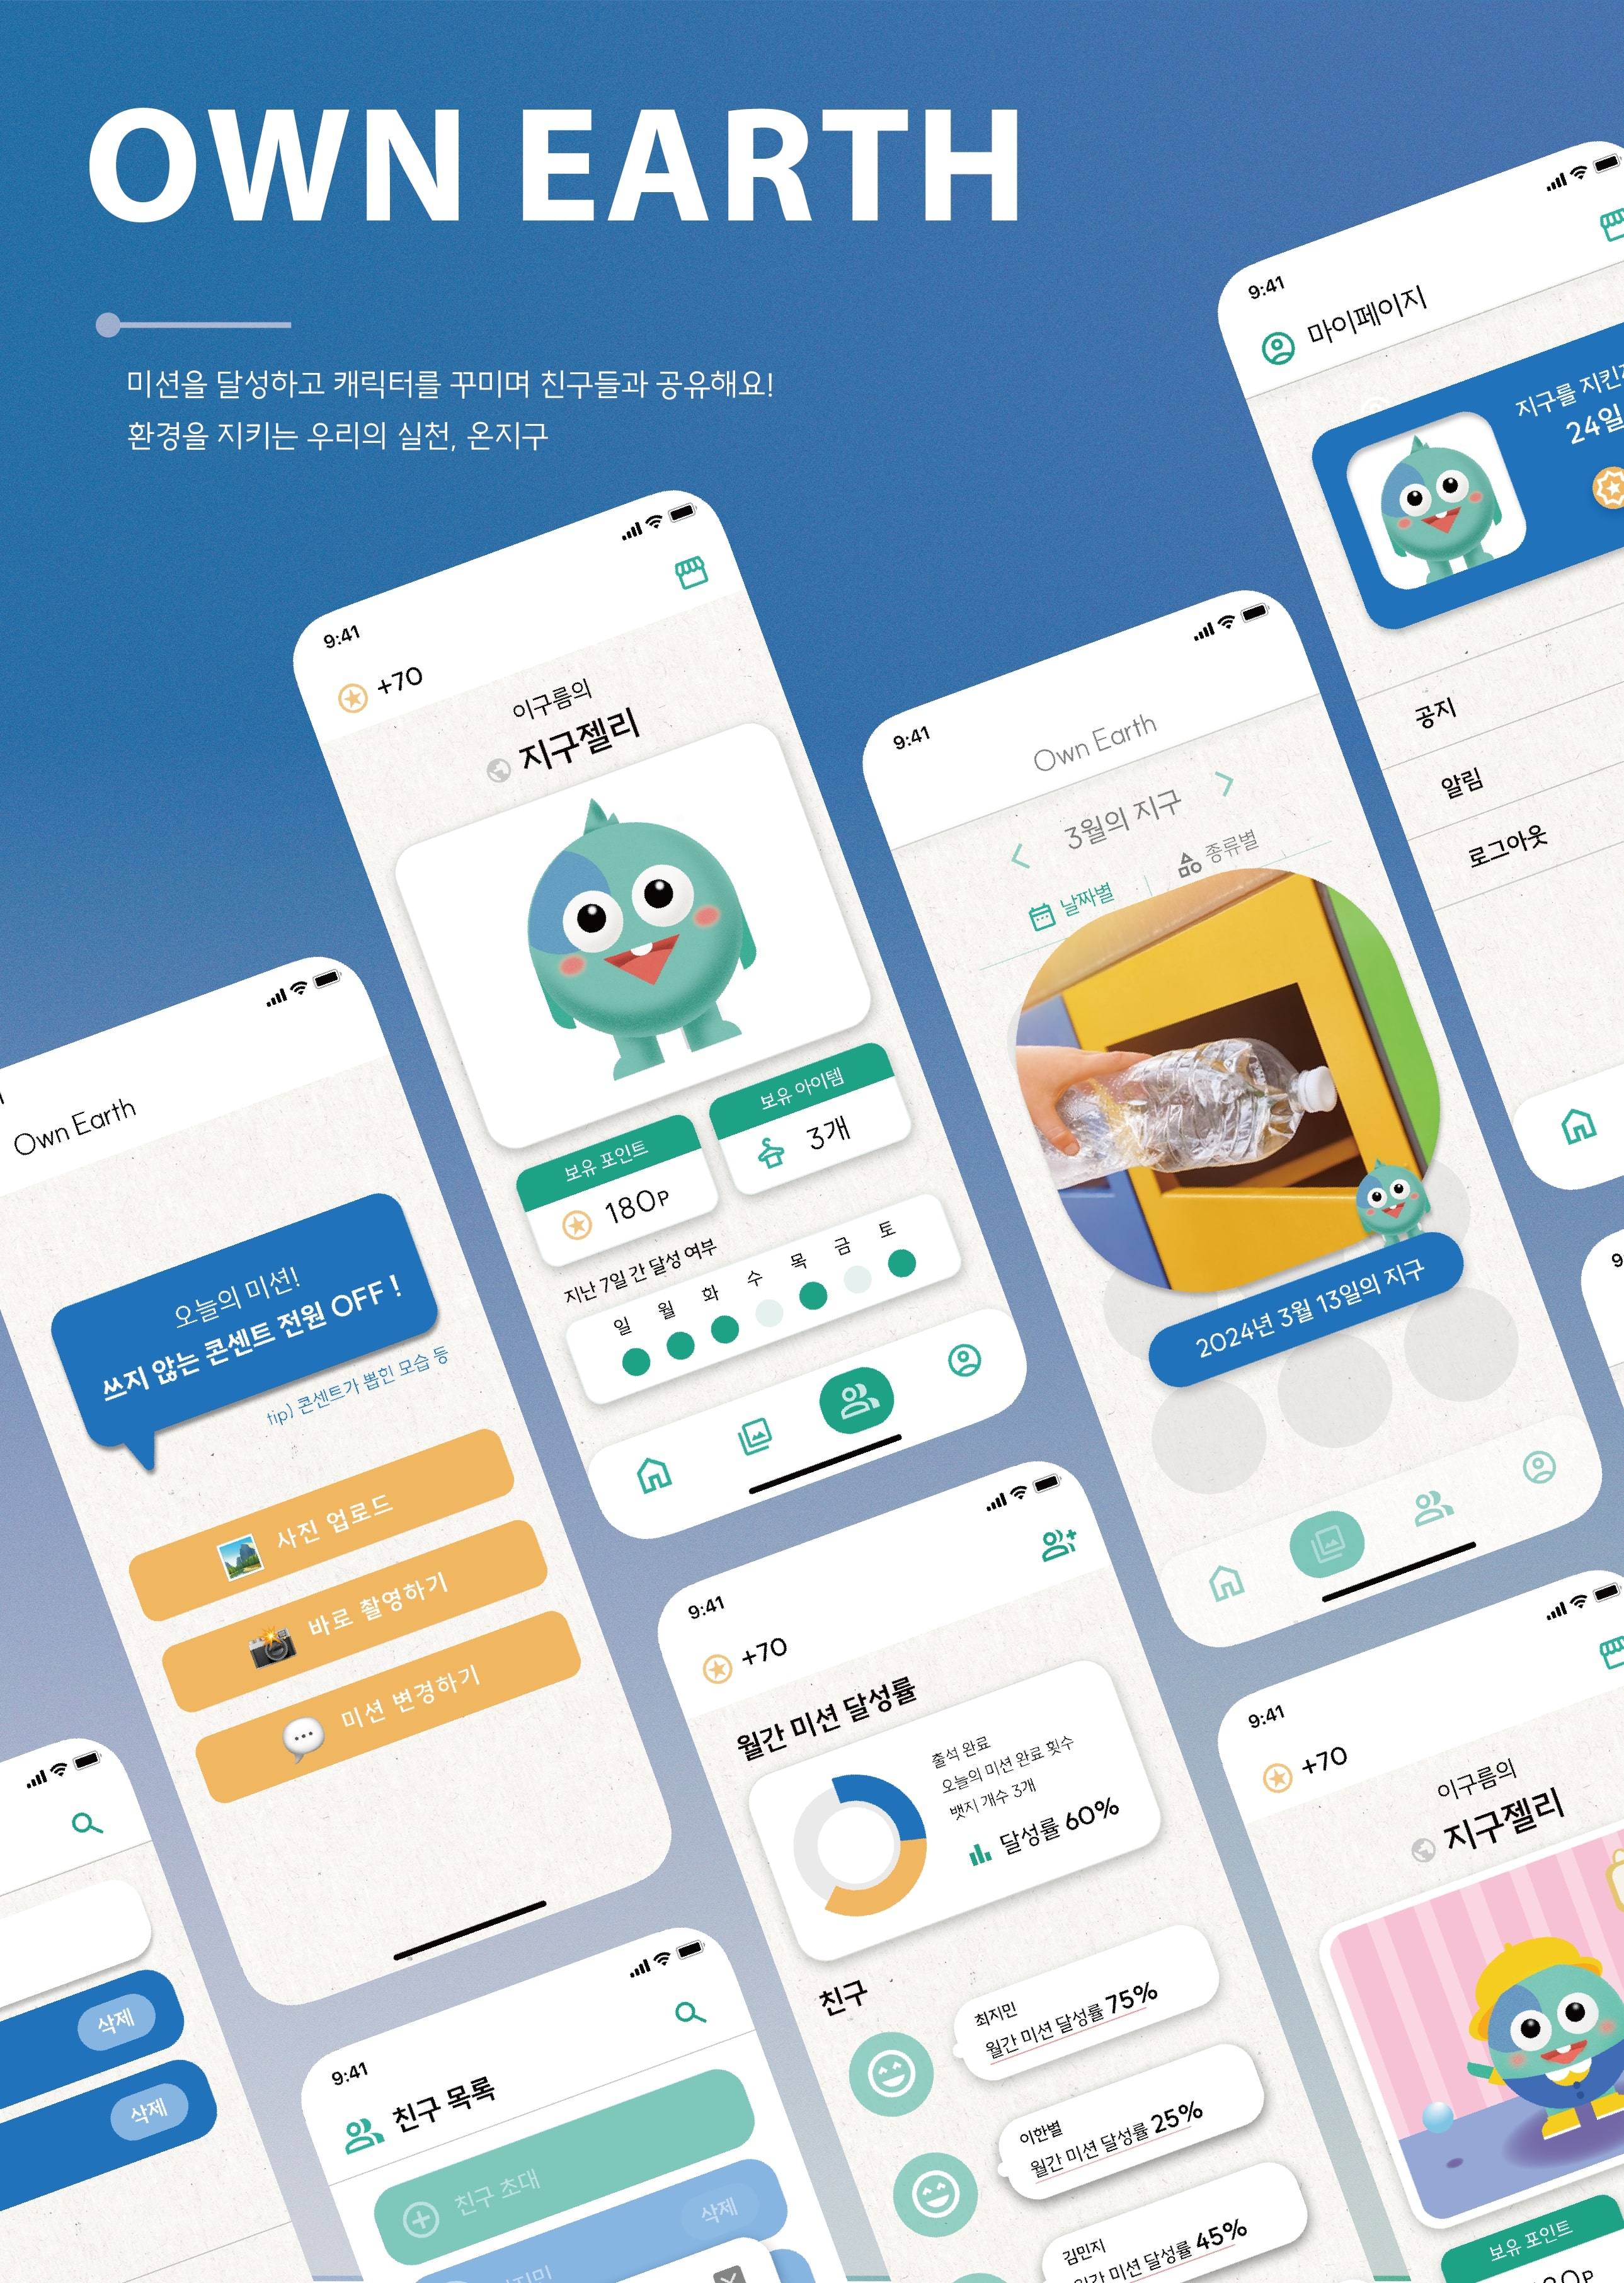 OWN EARTH
미션을 달성하고 캐릭터를 꾸미며 친구들과 공유해요!
환경을 지키는 우리의 실천, 온지구
9:41
마이페이지
24일
공지
알림
로그아웃
9:41
+70
이구름의
지구젤리
보유 포인트
180P
보유 아이템
3개
지난 7일 간 달성 여부
일 월 화 수 목 금 토
9:41
Own Earth
3월의 지구
날짜별
종류별
2024년 3월 13일의 지구
Own Earth
오늘의 미션!
쓰지 않는 콘센트 전원 OFF !
tip) 콘센트가 뽑힌 모습 등
사진 업로드
바로 촬영하기
미션 변경하기
9:41
+70
월간 미션 달성률
출석 완료
오늘의 미션 완료 횟수
뱃지 개수 3개
달성률 60%
친구
최지민
월간 미션 달성률 75%
이한별
월간 미션 달성률 25%
김민지
월간 미션 달성률 45%
9:41
+70
이구름의
지구젤리
보유 포인트
삭제
삭제
9:41
친구 목록
친구 초대
삭제